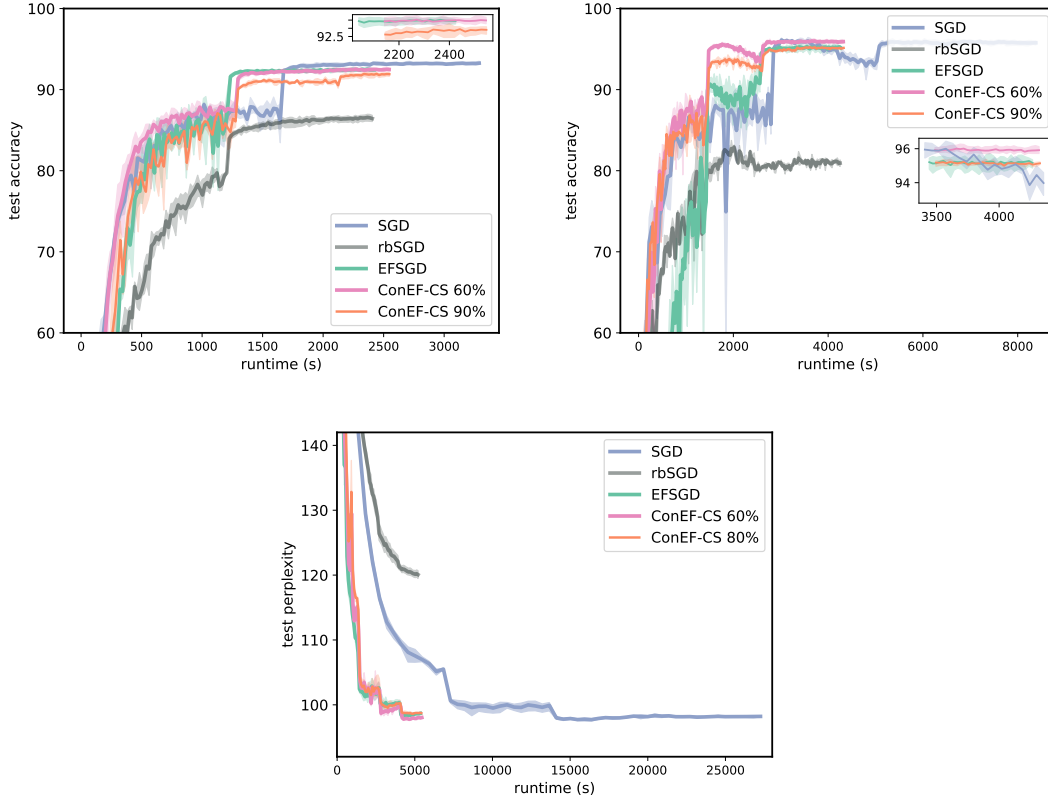 100
90
80
70
60
test accuracy
92.5
2200 2400
SGD
rbSGD
EFSGD
ConEF-CS 60%
ConEF-CS 90%
0 500 1000 1500 2000 2500 3000
runtime (s)
100
90
80
70
60
test accuracy
SGD
rbSGD
EFSGD
ConEF-CS 60%
ConEF-CS 90%
96
94
3500 4000
0 2000 4000 6000 8000
runtime (s)
140
130
120
110
100
test perplexity
SGD
rbSGD
EFSGD
ConEF-CS 60%
ConEF-CS 80%
0 5000 10000 15000 20000 25000
runtime (s)